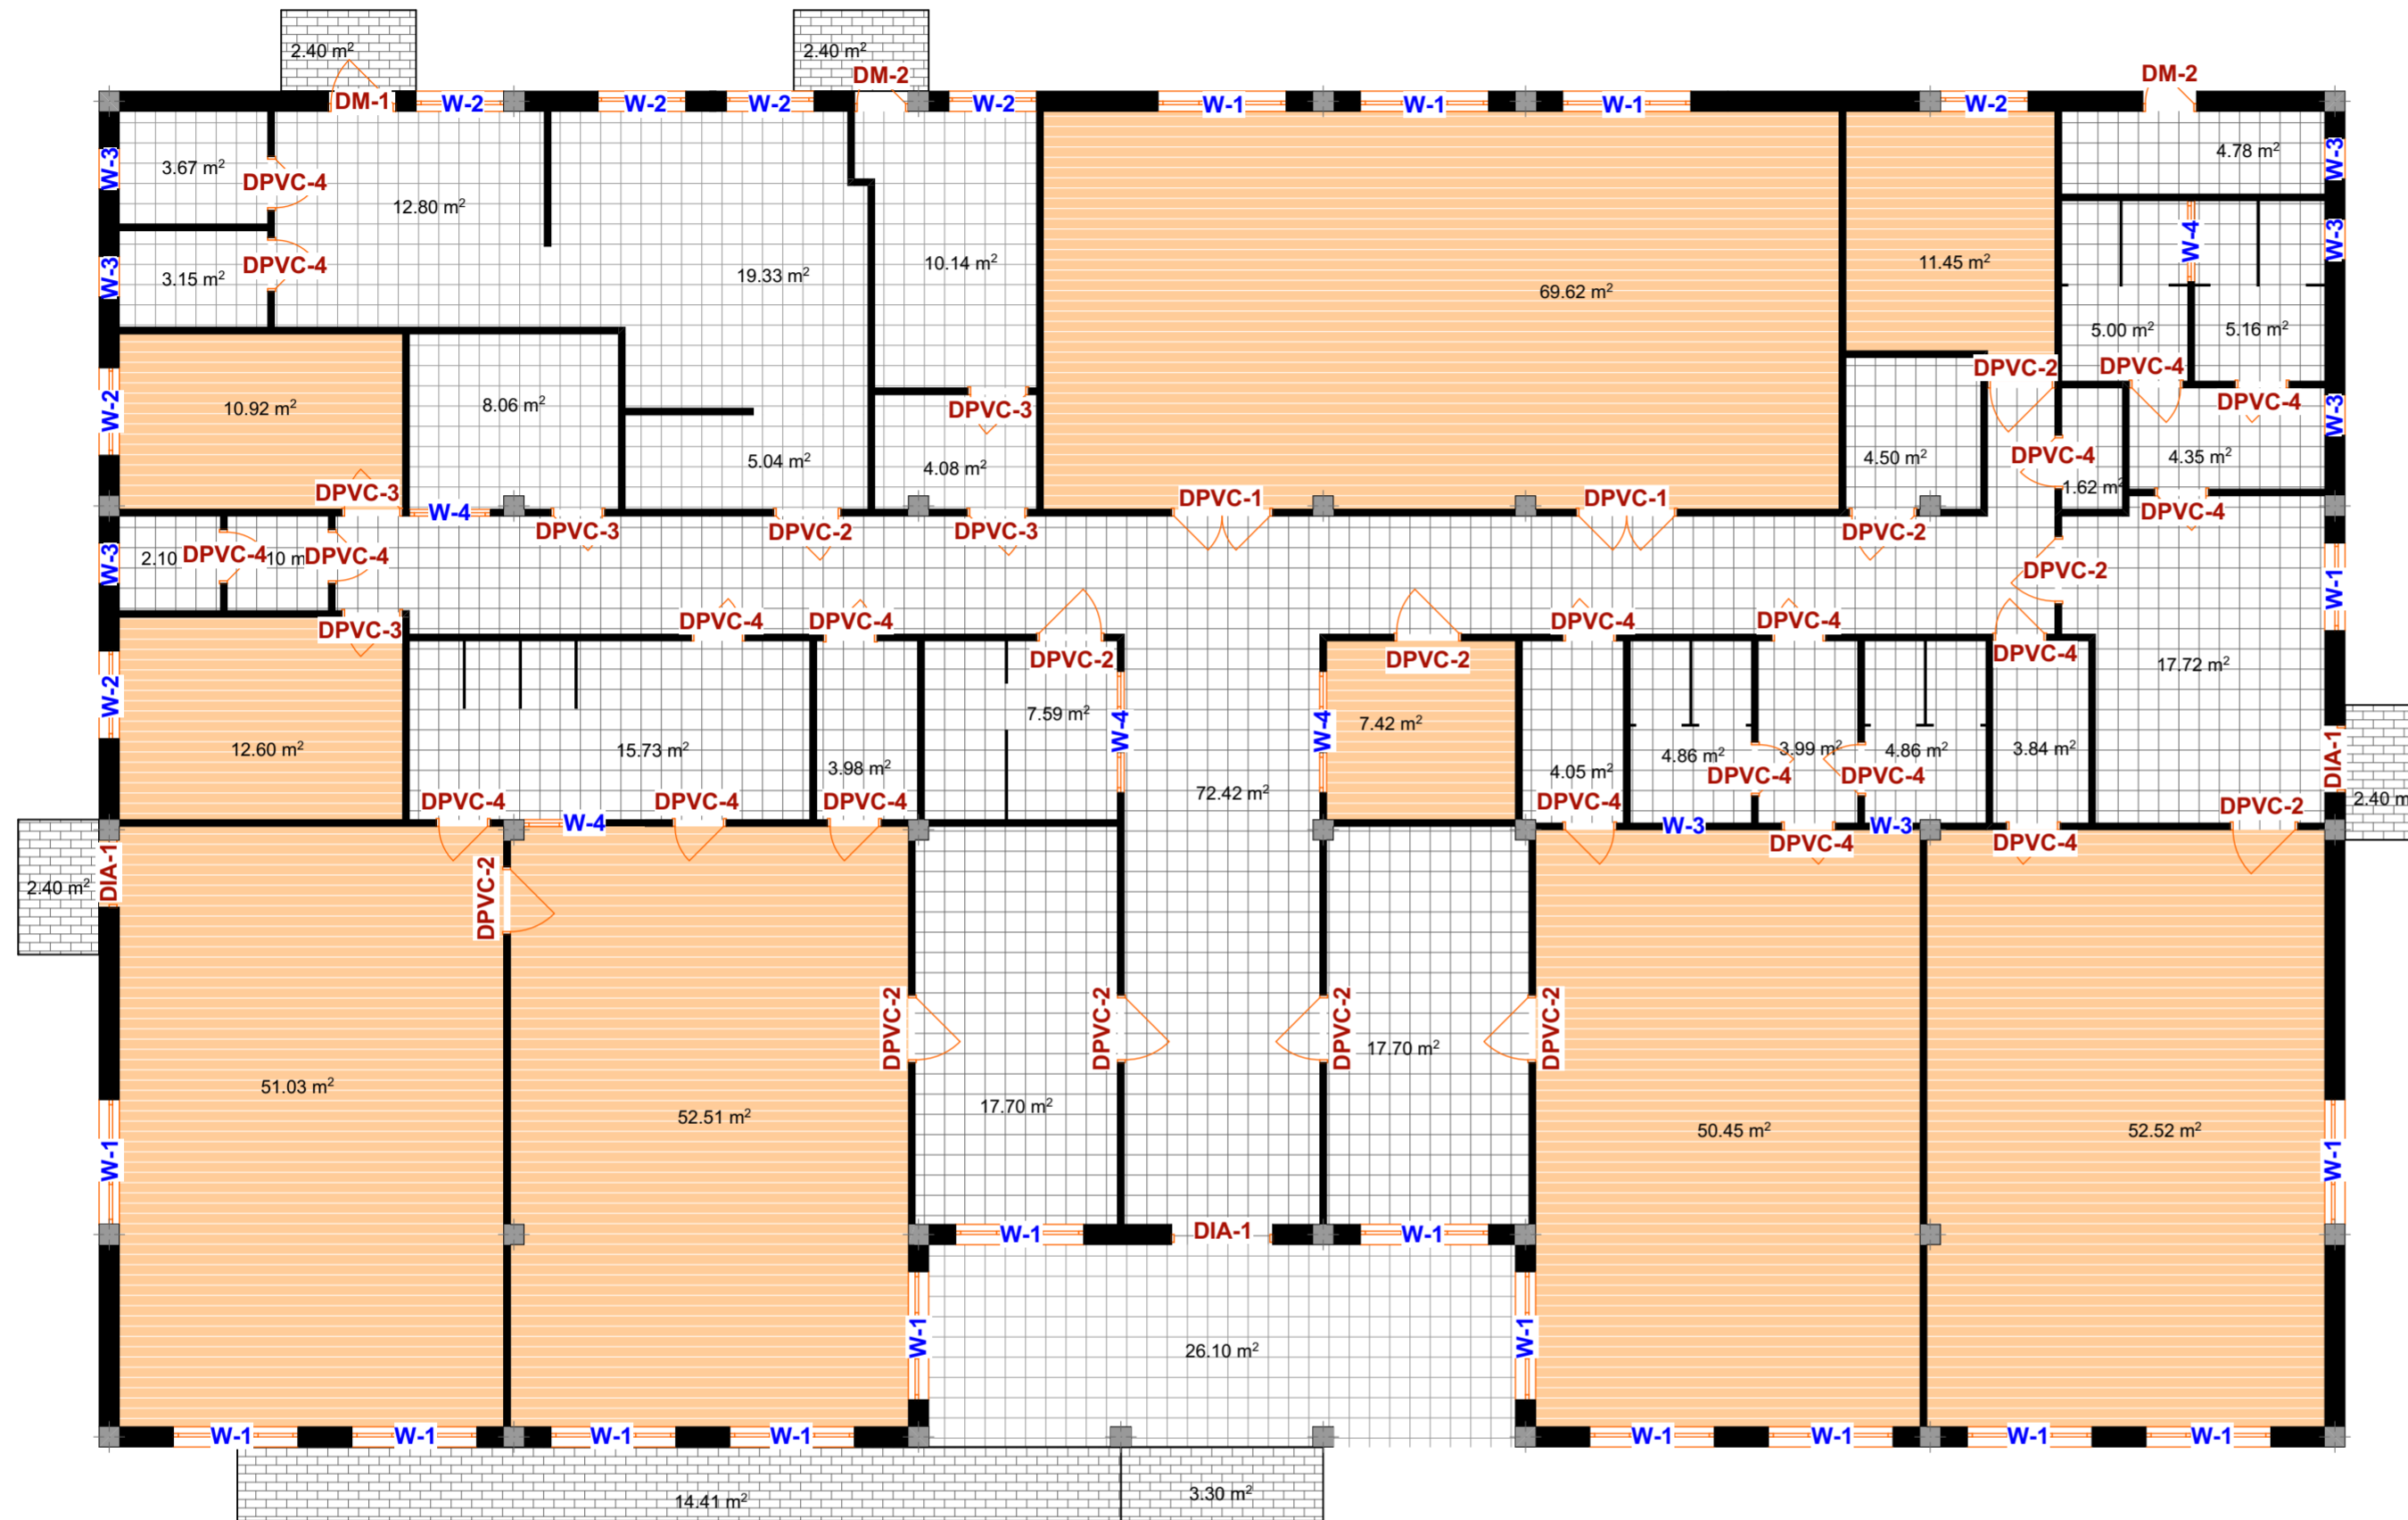 2.40 m²
2.40 m²
DM-2
DM-2
DM-1
W-2
W-2
W-2
W-2
W-1
W-1
W-1
W-2
W-3
3.67 m²
DPVC-4
12.80 m²
4.78 m²
W-3
W-3
3.15 m²
DPVC-4
19.33 m²
10.14 m²
69.62 m²
11.45 m²
W-4
W-3
5.00 m²
5.16 m²
DPVC-2
DPVC-4
DPVC-4
W-3
W-2
10.92 m²
8.06 m²
DPVC-3
5.04 m²
4.08 m²
4.50 m²
DPVC-4
4.35 m²
1.62 m²
DPVC-3
W-4
DPVC-3
DPVC-2
DPVC-3
DPVC-1
DPVC-1
DPVC-2
DPVC-4
W-3
2.10
DPVC-4
10 m
DPVC-4
DPVC-2
W-1
DPVC-3
DPVC-4
DPVC-4
DPVC-2
DPVC-2
DPVC-4
DPVC-4
DPVC-4
17.72 m²
W-2
12.60 m²
15.73 m²
3.98 m²
7.59 m²
W-4
72.42 m²
W-4
7.42 m²
4.05 m²
4.86 m²
3.99 m²
4.86 m²
3.84 m²
DPVC-4
DPVC-4
DIA-1
2.40 m
DPVC-4
DPVC-4
DPVC-4
DPVC-4
DPVC-2
W-4
W-3
W-3
DPVC-4
DPVC-4
DIA-1
2.40 m²
DPVC-2
DPVC-2
DPVC-2
DPVC-2
DPVC-2
17.70 m²
51.03 m²
52.51 m²
17.70 m²
50.45 m²
52.52 m²
W-1
W-1
W-1
DIA-1
W-1
W-1
W-1
26.10 m²
W-1
W-1
W-1
W-1
W-1
W-1
W-1
W-1
14.41 m²
3.30 m²